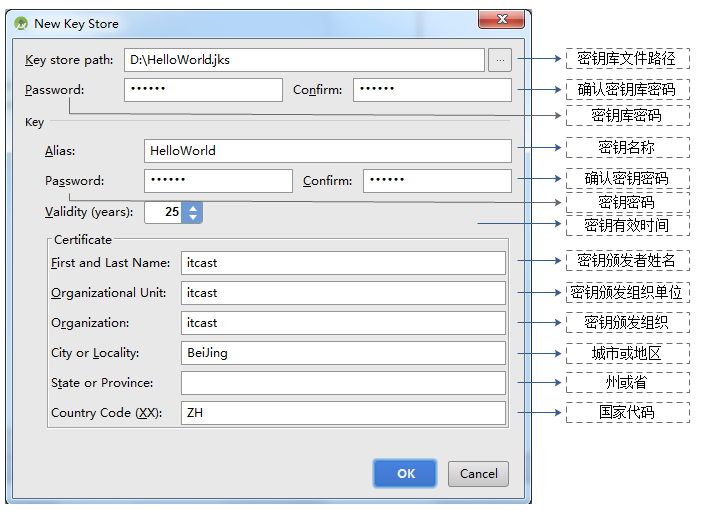 New Key Store
Key store path: D:\HelloWorld.jks ... 密钥库文件路径
Password: •••••• Confirm: •••••• 确认密钥库密码
密钥库密码
Key
Alias: HelloWorld 密钥名称
Password: •••••• Confirm: •••••• 确认密钥密码
密钥密码
Validity (years): 25 密钥有效时间
Certificate
First and Last Name: itcast 密钥颁发者姓名
Organizational Unit: itcast 密钥颁发组织单位
Organization: itcast 密钥颁发组织
City or Locality: BeiJing 城市或地区
State or Province: 州或省
Country Code (XX): ZH 国家代码
OK Cancel